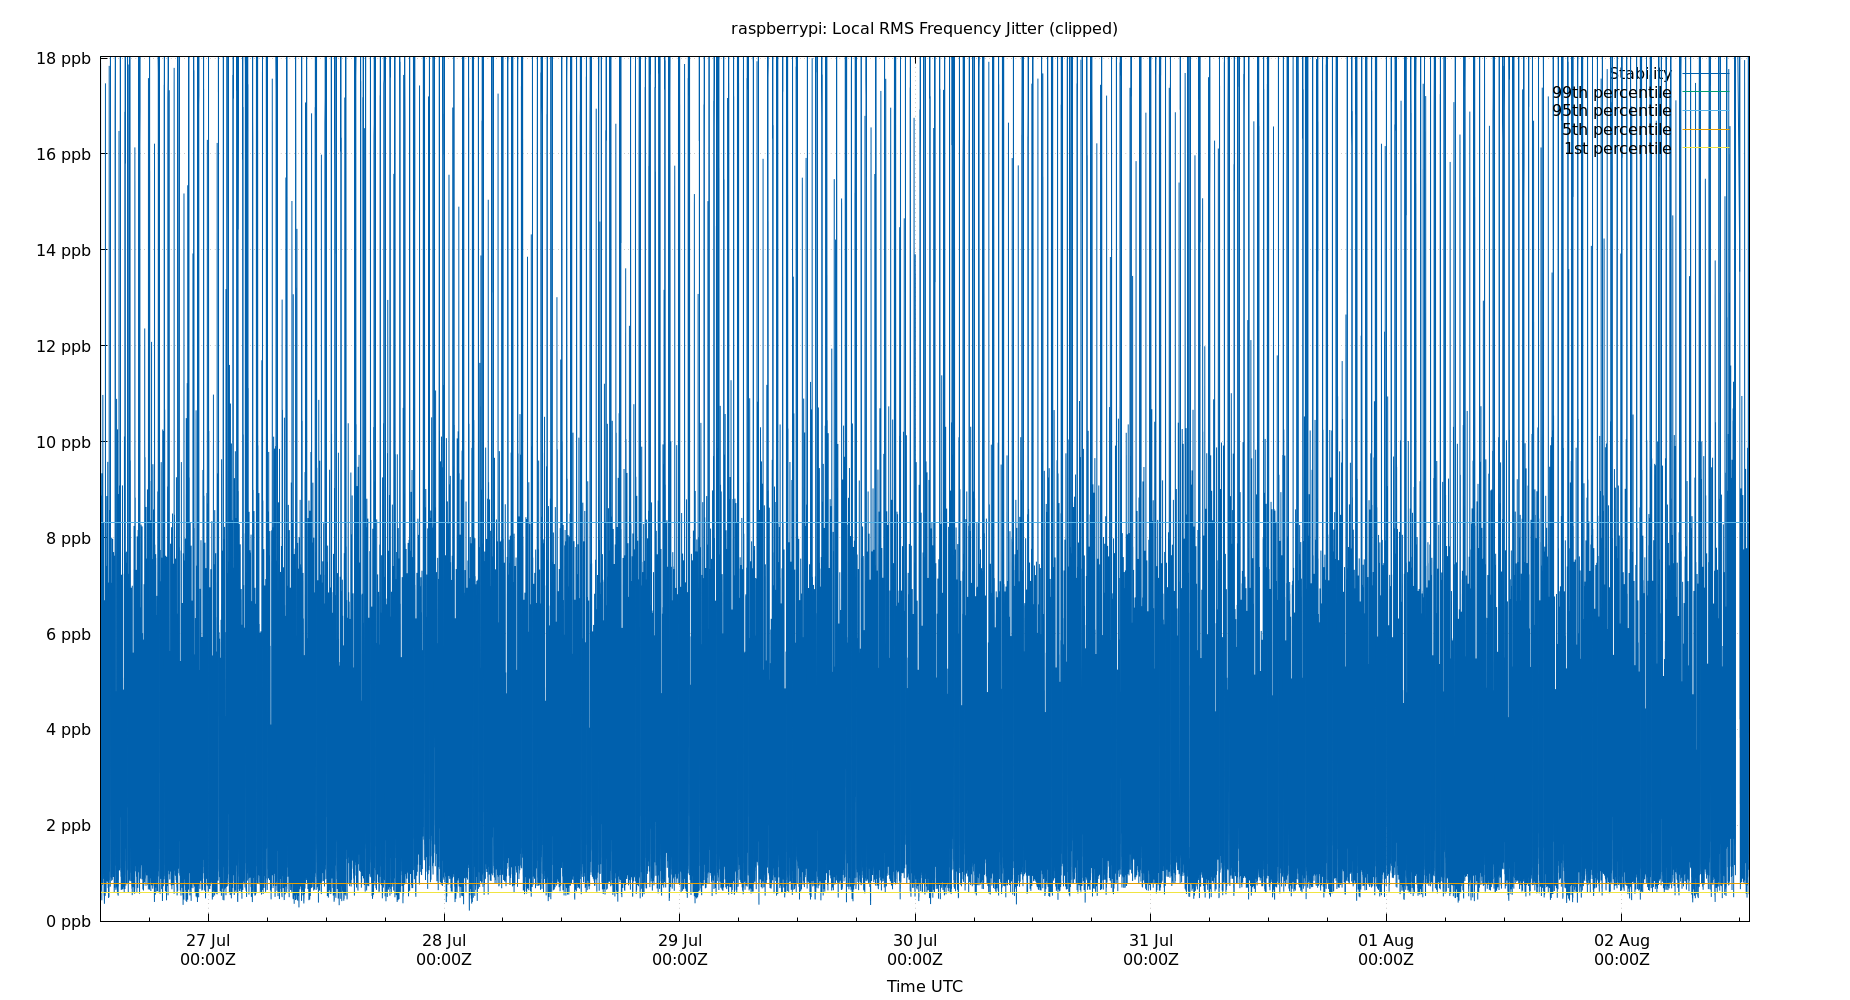 raspberrypi: Local RMS Frequency Jitter (clipped)
18 ppb
16 ppb
14 ppb
12 ppb
10 ppb
8 ppb
6 ppb
4 ppb
2 ppb
0 ppb
Stability
99th percentile
95th percentile
5th percentile
1st percentile
27 Jul 28 Jul 29 Jul 30 Jul 31 Jul 01 Aug 02 Aug
00:00Z 00:00Z 00:00Z 00:00Z 00:00Z 00:00Z 00:00Z
Time UTC